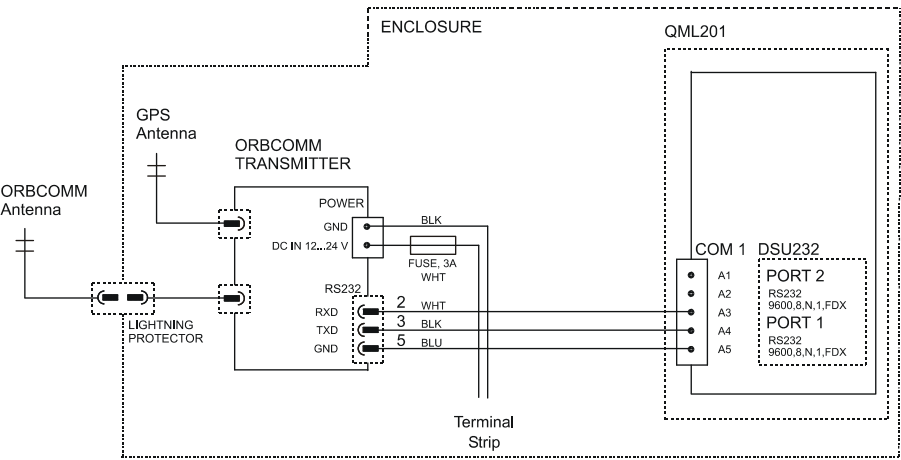 ENCLOSURE
QML201
GPS
Antenna
ORBCOMM
TRANSMITTER
ORBCOMM
Antenna
POWER
GND
DC IN 12...24 V
BLK
FUSE, 3A
WHT
LIGHTNING
PROTECTOR
RS232
RXD
TXD
GND
2 WHT
3 BLK
5 BLU
COM 1
A1
A2
A3
A4
A5
DSU232
PORT 2
RS232
9600,8,N,1,FDX
PORT 1
RS232
9600,8,N,1,FDX
Terminal
Strip